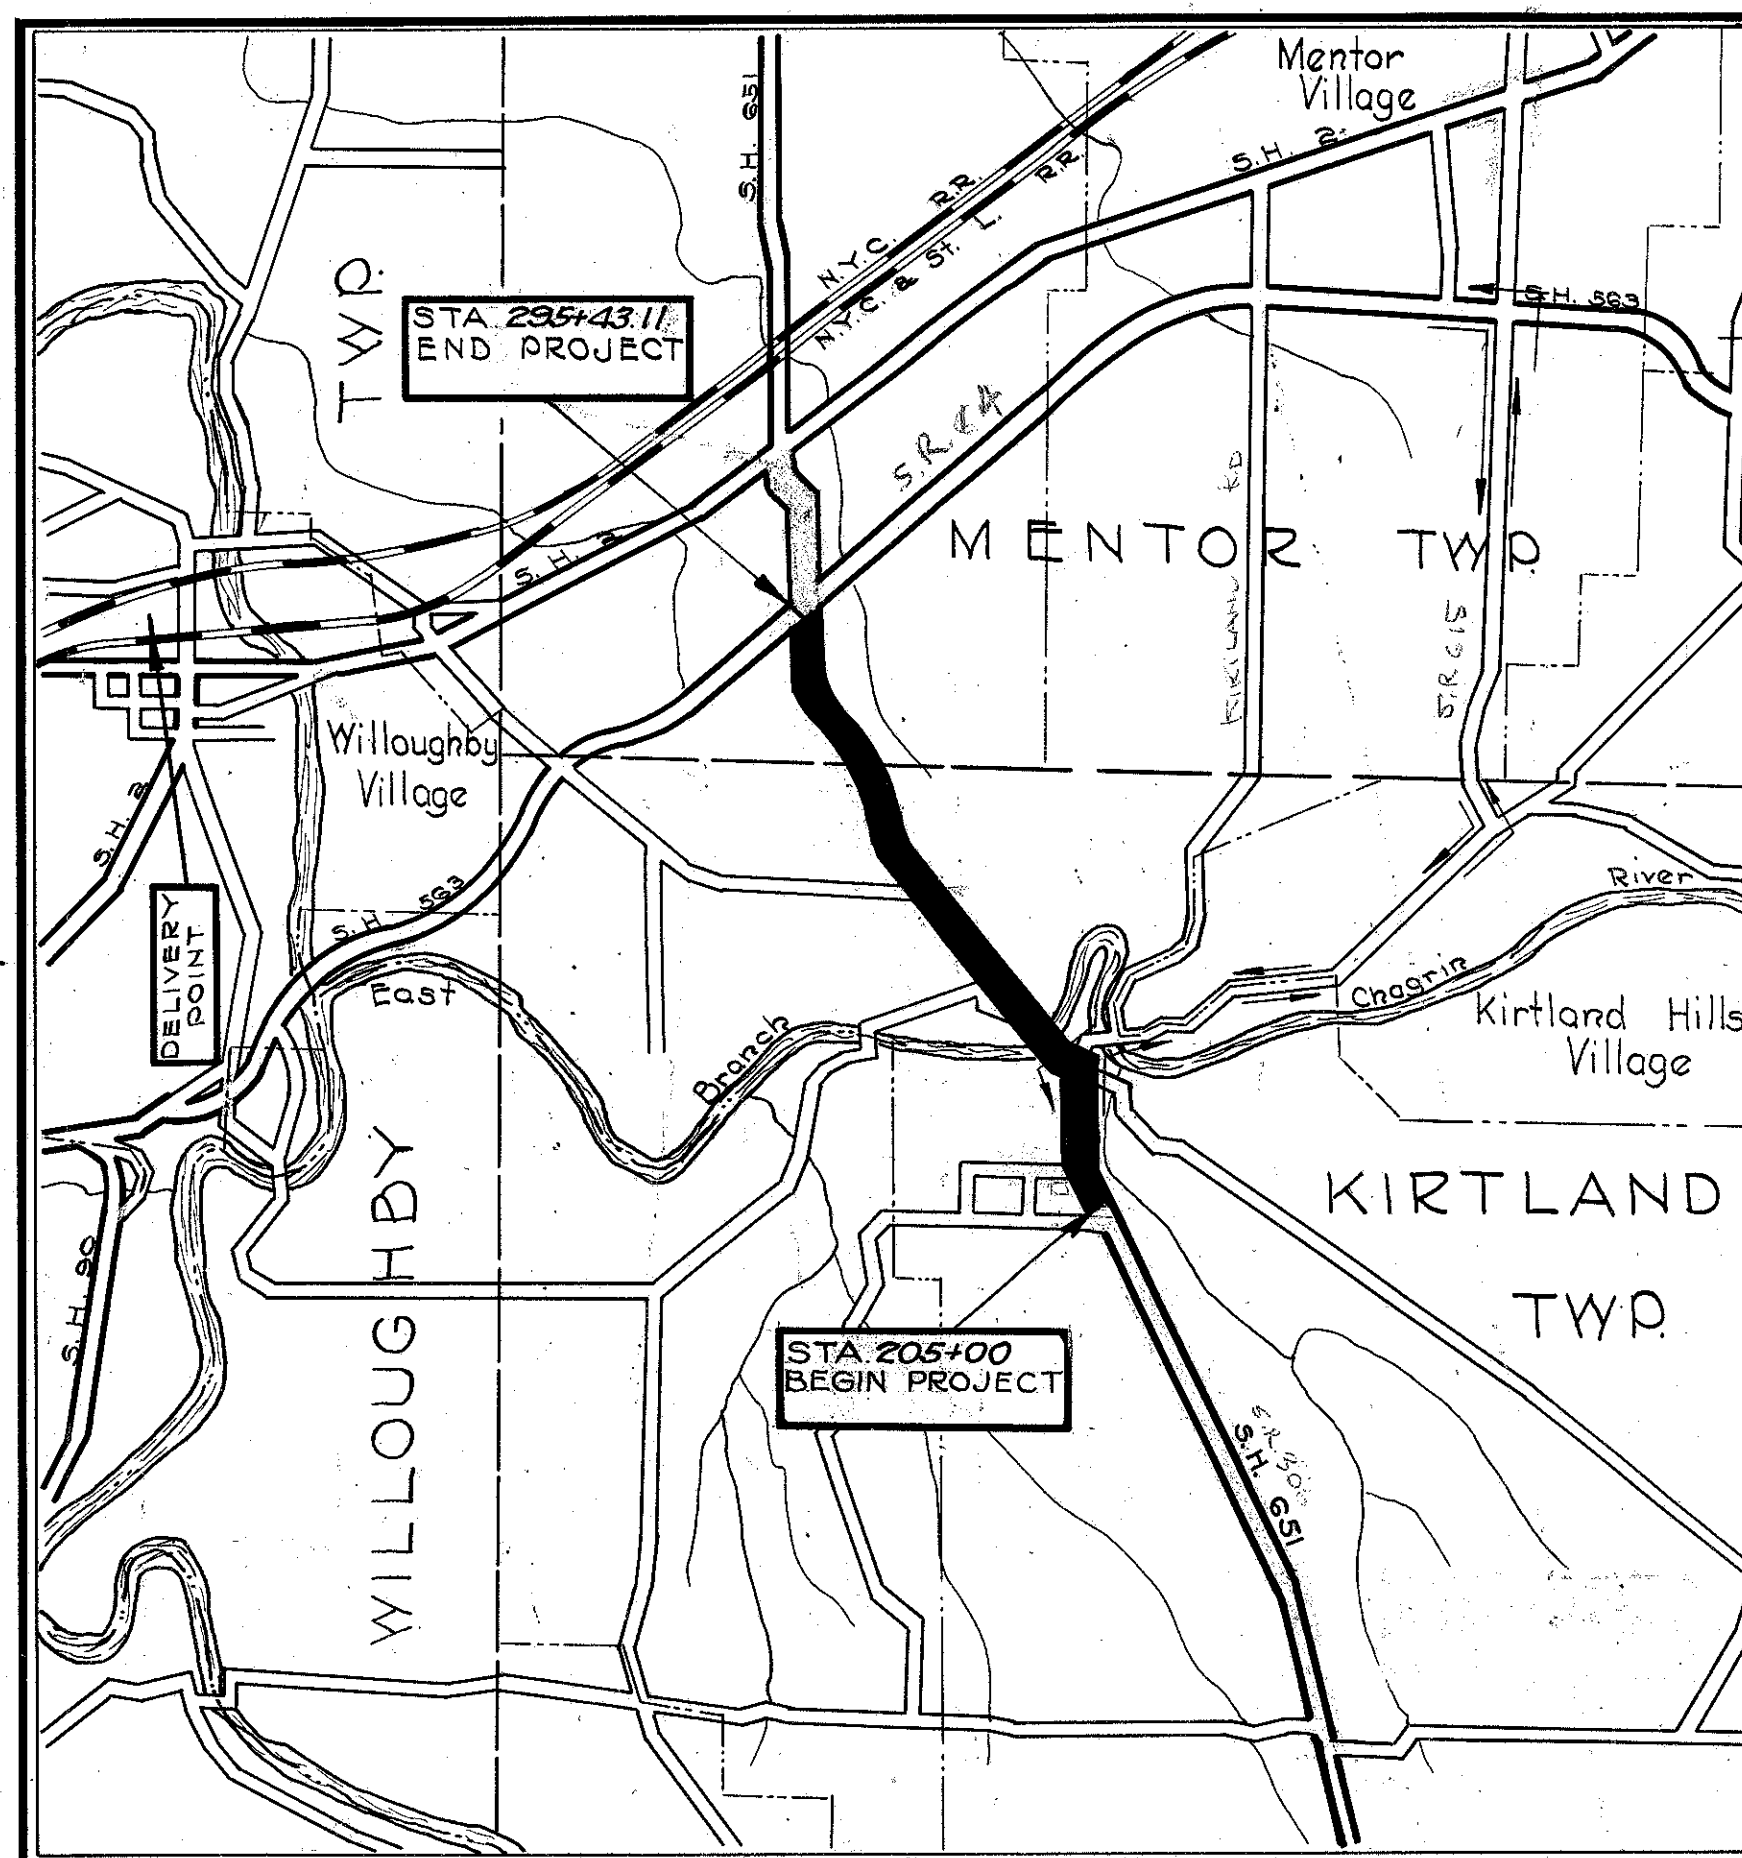 Mentor
Village
S.H. 651
S.H. 2
N.Y.C. R.R.
N.Y.C. & St. L. R.R.
TWP.
STA. 295+43.11
END PROJECT
S.H. 563
S.R.
MENTOR TWP.
S.H. 2
KIRTLAND RD
S.R. 615
Willoughby
Village
S.H. 2
S.H. 563
DELIVERY
POINT
River
East
Chagrin
Branch
Kirtland Hills
Village
WILLOUGHBY
KIRTLAND
TWP.
S.H. 90
STA. 205+00
BEGIN PROJECT
S.H. 651